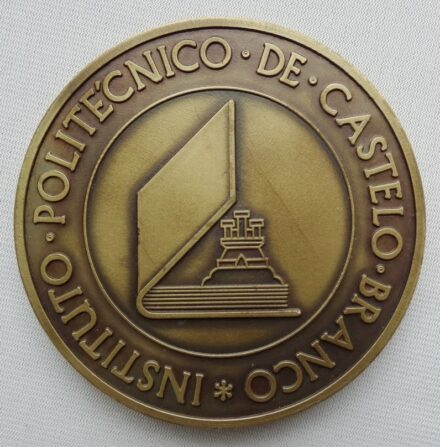 INSTITUTO · POLITÉCNICO · DE · CASTELO · BRANCO *